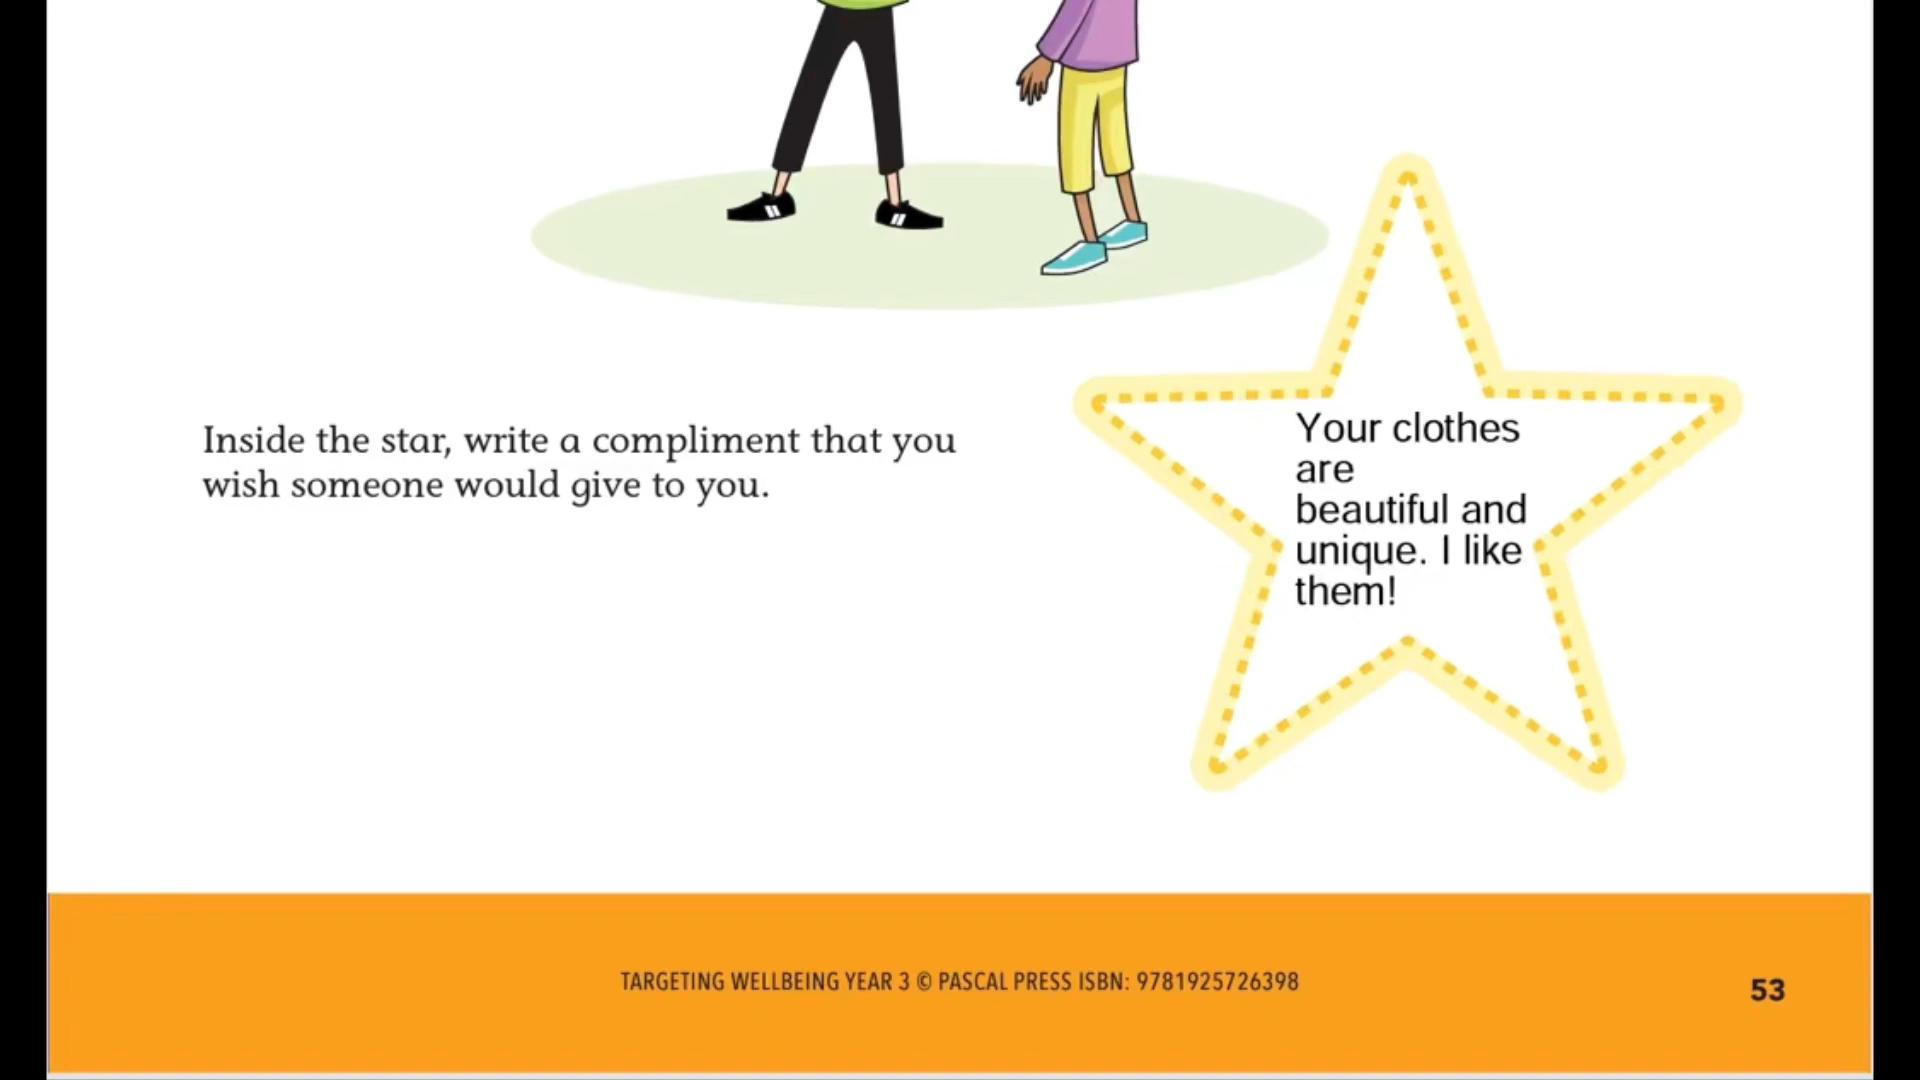 Inside the star, write a compliment that you
wish someone would give to you.
Your clothes
are
beautiful and
unique. I like
them!
TARGETING WELLBEING YEAR 3 © PASCAL PRESS ISBN: 9781925726398
53